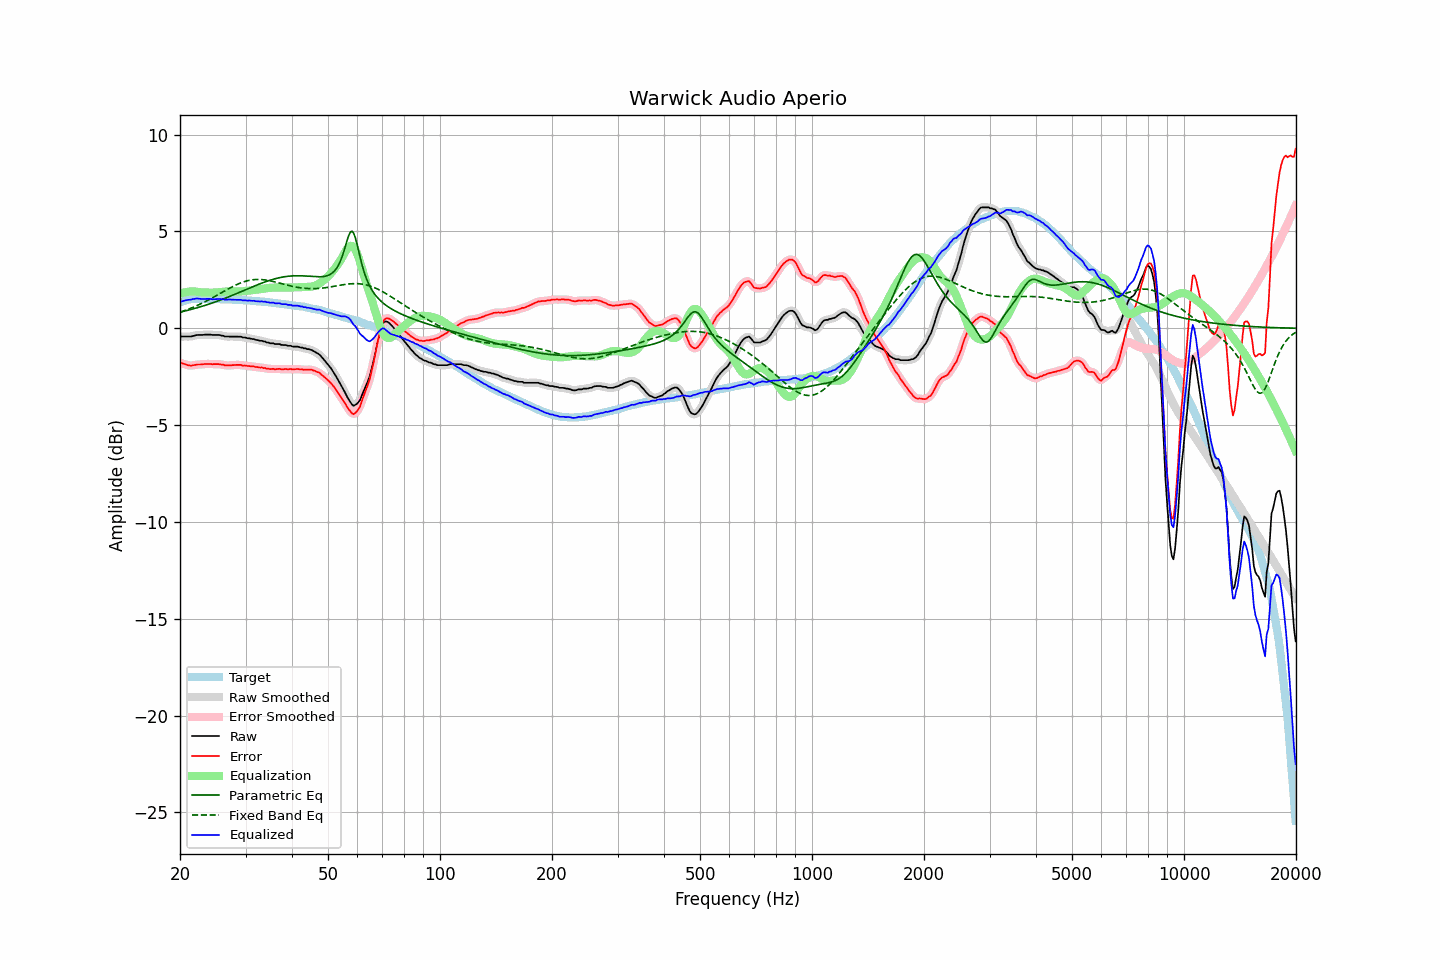 Warwick Audio Aperio
Amplitude (dBr)
10
5
0
−5
−10
−15
−20
−25
Target
Raw Smoothed
Error Smoothed
Raw
Error
Equalization
Parametric Eq
Fixed Band Eq
Equalized
20 50 100 200 500 1000 2000 5000 10000 20000
Frequency (Hz)